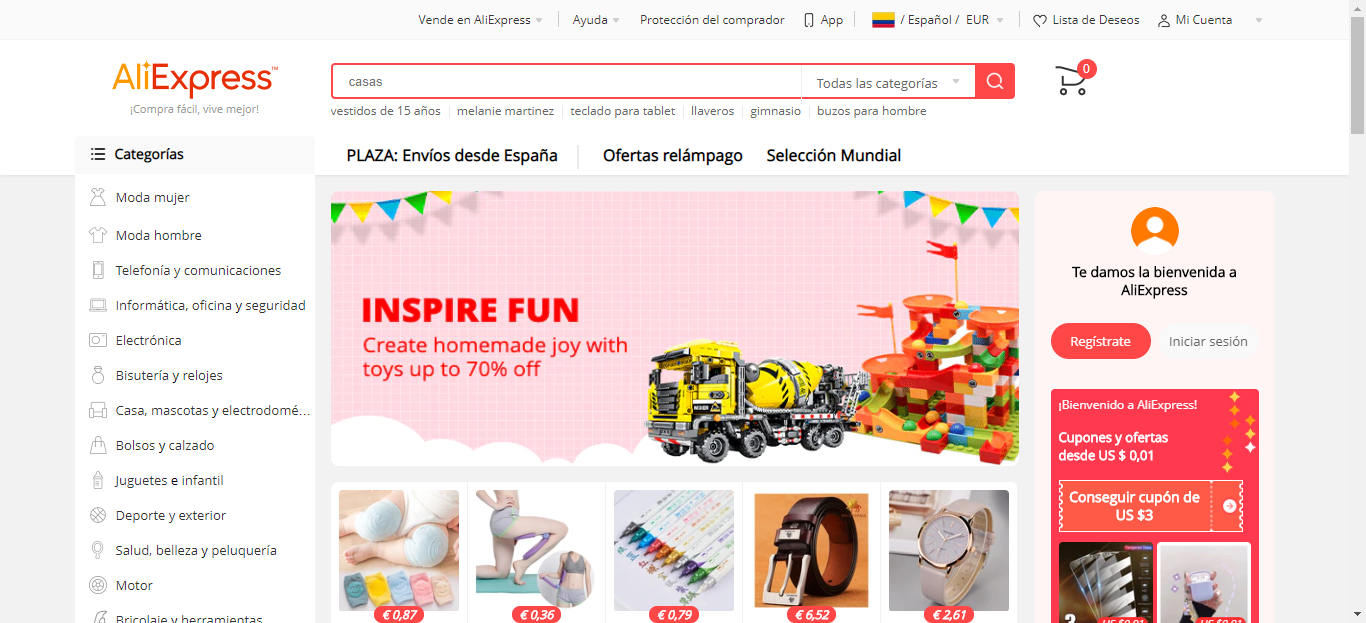 Vende en AliExpress
Ayuda
Protección del comprador
App
/ Español / EUR
Lista de Deseos
Mi Cuenta
AliExpress™
¡Compra fácil, vive mejor!
casas
Todas las categorías
0
vestidos de 15 años
melanie martinez
teclado para tablet
llaveros
gimnasio
buzos para hombre
Categorías
PLAZA: Envíos desde España
Ofertas relámpago
Selección Mundial
Moda mujer
Moda hombre
Telefonía y comunicaciones
Informática, oficina y seguridad
Electrónica
Bisutería y relojes
Casa, mascotas y electrodomé...
Bolsos y calzado
Juguetes e infantil
Deporte y exterior
Salud, belleza y peluquería
Motor
Bricolaje y herramientas
INSPIRE FUN
Create homemade joy with
toys up to 70% off
€ 0,87
€ 0,36
€ 0,79
€ 6,52
€ 2,61
Te damos la bienvenida a
AliExpress
Regístrate
Iniciar sesión
¡Bienvenido a AliExpress!
Cupones y ofertas
desde US $ 0,01
Conseguir cupón de
US $3